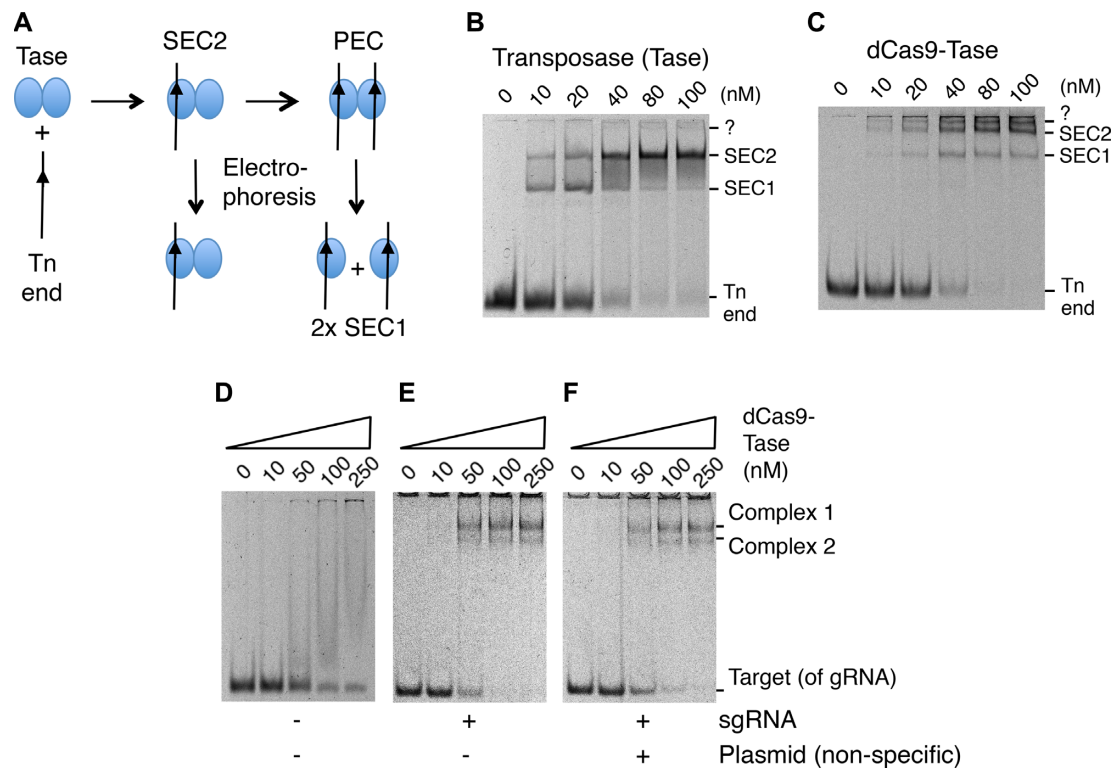 A
Tase
+
Tn
end
SEC2
PEC
Electro-
phoresis
+
2x SEC1
B
Transposase (Tase)
0 10 20 40 80 100 (nM)
?
SEC2
SEC1
Tn
end
C
dCas9-Tase
0 10 20 40 80 100 (nM)
?
SEC2
SEC1
Tn
end
D
0 10 50 100 250
E
0 10 50 100 250
F
0 10 50 100 250
dCas9-
Tase
(nM)
Complex 1
Complex 2
Target (of gRNA)
- + + sgRNA
- - + Plasmid (non-specific)